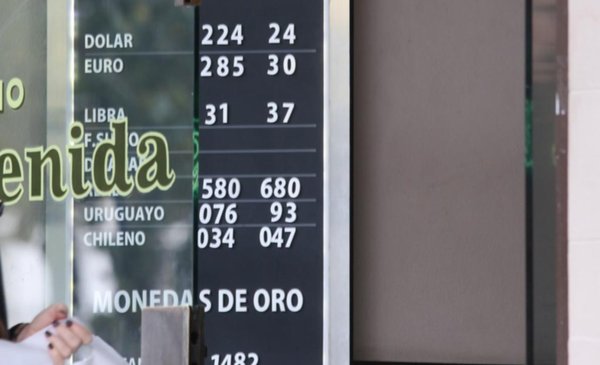 DOLAR 224 24
EURO 285 30
LIBRA 31 37
580 680
URUGUAYO 076 93
CHILENO 034 047
enida
MONEDAS DE ORO
1482